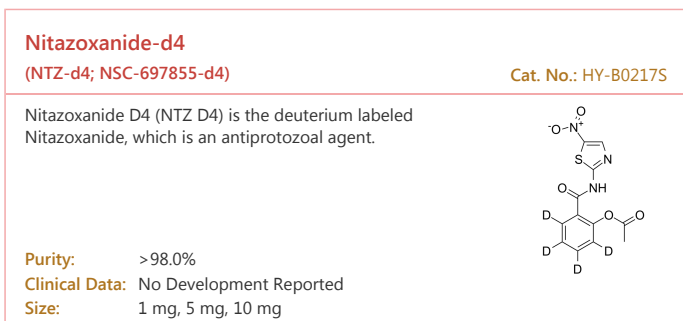 Nitazoxanide-d4
(NTZ-d4; NSC-697855-d4)
Cat. No.: HY-B0217S
Nitazoxanide D4 (NTZ D4) is the deuterium labeled
Nitazoxanide, which is an antiprotozoal agent.
O
-O N+
S N
O NH
D O O
D D
D
Purity: >98.0%
Clinical Data: No Development Reported
Size: 1 mg, 5 mg, 10 mg